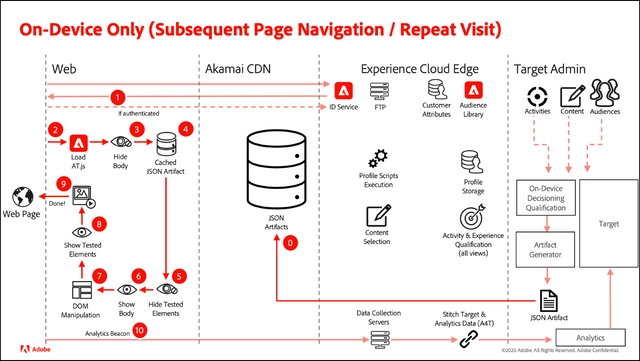 On-Device Only (Subsequent Page Navigation / Repeat Visit)
Web
Akamai CDN
Experience Cloud Edge
Target Admin
1
If authenticated
ID Service
FTP
Customer
Attributes
Audience
Library
Activities
Content
Audiences
2
3
4
Load
AT.js
Hide
Body
Cached
JSON Artifact
Profile Scripts
Execution
Profile
Storage
On-Device
Decisioning
Qualification
Target
9
Done!
Web Page
8
Show Tested
Elements
JSON
Artifacts
0
Content
Selection
Activity & Experience
Qualification
(all views)
Artifact
Generator
7
6
5
DOM
Manipulation
Show
Body
Hide Tested
Elements
JSON Artifact
Data Collection
Servers
Stitch Target &
Analytics Data (A4T)
Analytics Beacon
10
Analytics
Adobe
©2020 Adobe. All Rights Reserved. Adobe Confidential.